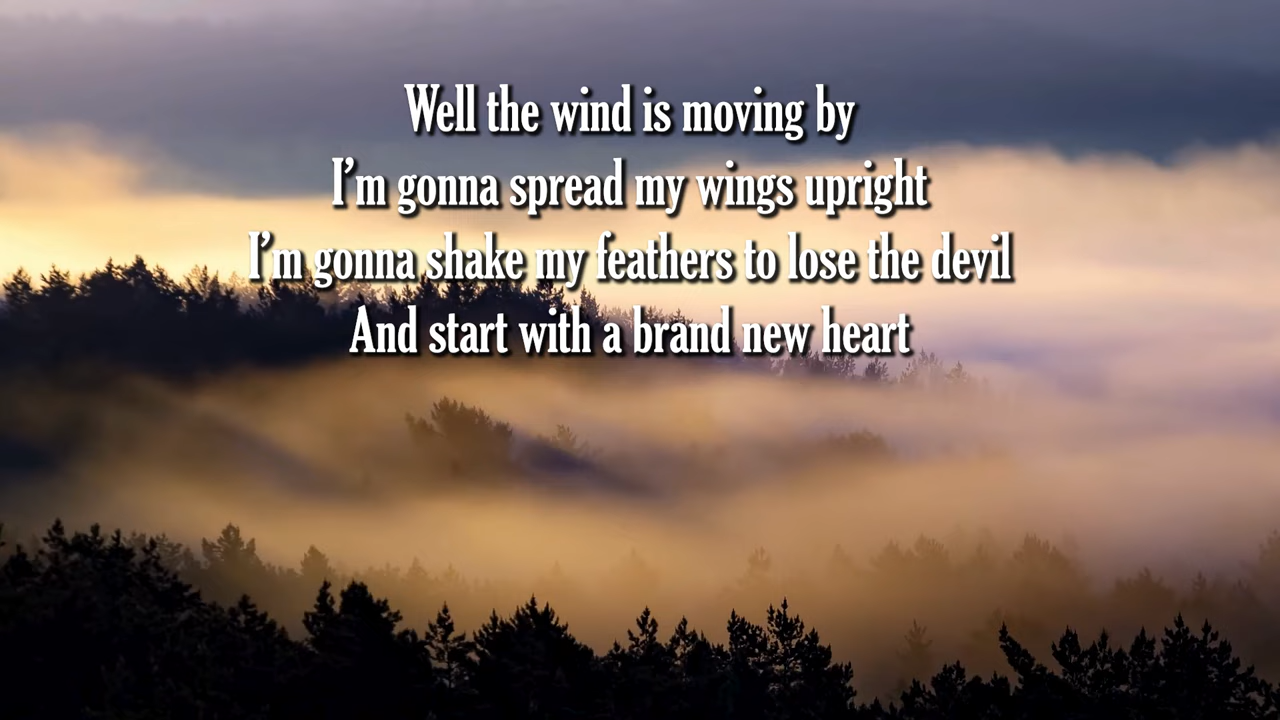 Well the wind is moving by
I'm gonna spread my wings upright
I'm gonna shake my feathers to lose the devil
And start with a brand new heart